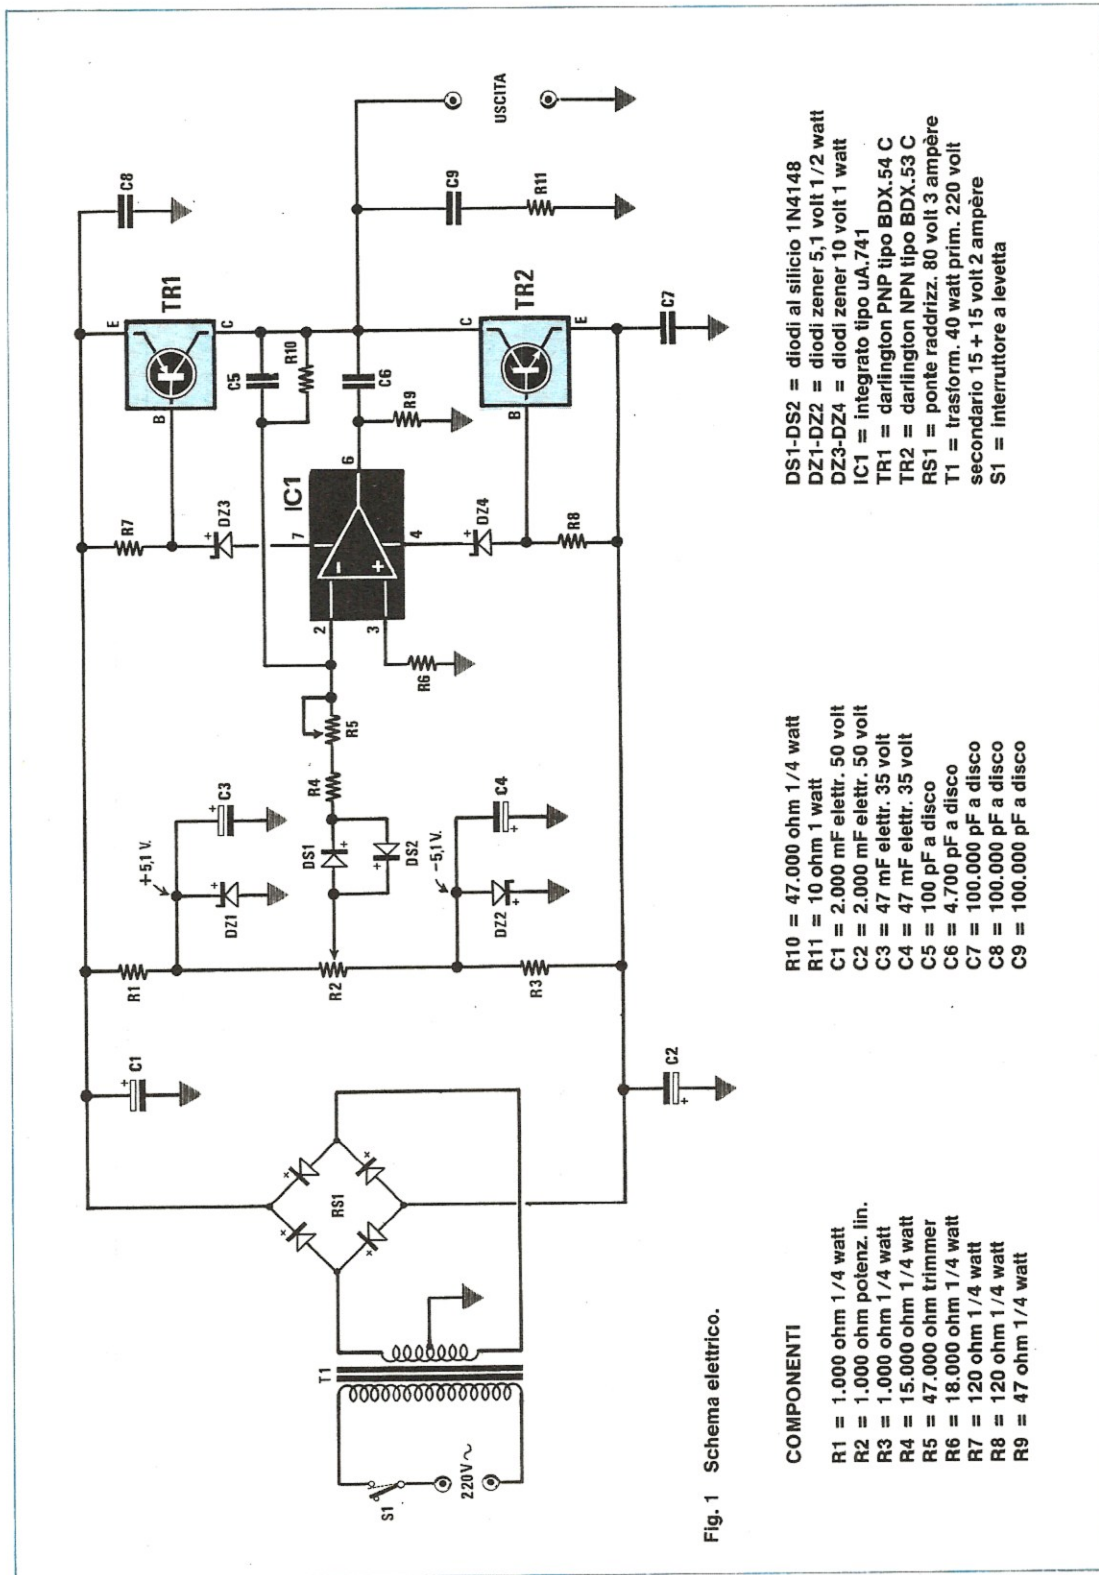 C8
E
TR1
C
B
C5
R10
R7
DZ3
IC1
7
6
2
3
4
C6
R9
C9
R11
USCITA
R6
DZ4
C
TR2
B
E
R8
C7
+5,1 V.
C3
DZ1
R1
R2
DS1
DS2
R4
R5
-5,1 V.
C4
DZ2
R3
C1
C2
RS1
T1
S1
220V~
Fig. 1 Schema elettrico.
COMPONENTI
R1 = 1.000 ohm 1/4 watt
R2 = 1.000 ohm potenz. lin.
R3 = 1.000 ohm 1/4 watt
R4 = 15.000 ohm 1/4 watt
R5 = 47.000 ohm trimmer
R6 = 18.000 ohm 1/4 watt
R7 = 120 ohm 1/4 watt
R8 = 120 ohm 1/4 watt
R9 = 47 ohm 1/4 watt
R10 = 47.000 ohm 1/4 watt
R11 = 10 ohm 1 watt
C1 = 2.000 mF elettr. 50 volt
C2 = 2.000 mF elettr. 50 volt
C3 = 47 mF elettr. 35 volt
C4 = 47 mF elettr. 35 volt
C5 = 100 pF a disco
C6 = 4.700 pF a disco
C7 = 100.000 pF a disco
C8 = 100.000 pF a disco
C9 = 100.000 pF a disco
DS1-DS2 = diodi al silicio 1N4148
DZ1-DZ2 = diodi zener 5,1 volt 1/2 watt
DZ3-DZ4 = diodi zener 10 volt 1 watt
IC1 = integrato tipo uA.741
TR1 = darlington PNP tipo BDX.54 C
TR2 = darlington NPN tipo BDX.53 C
RS1 = ponte raddrizz. 80 volt 3 ampère
T1 = trasform. 40 watt prim. 220 volt
secondario 15 + 15 volt 2 ampère
S1 = interruttore a levetta